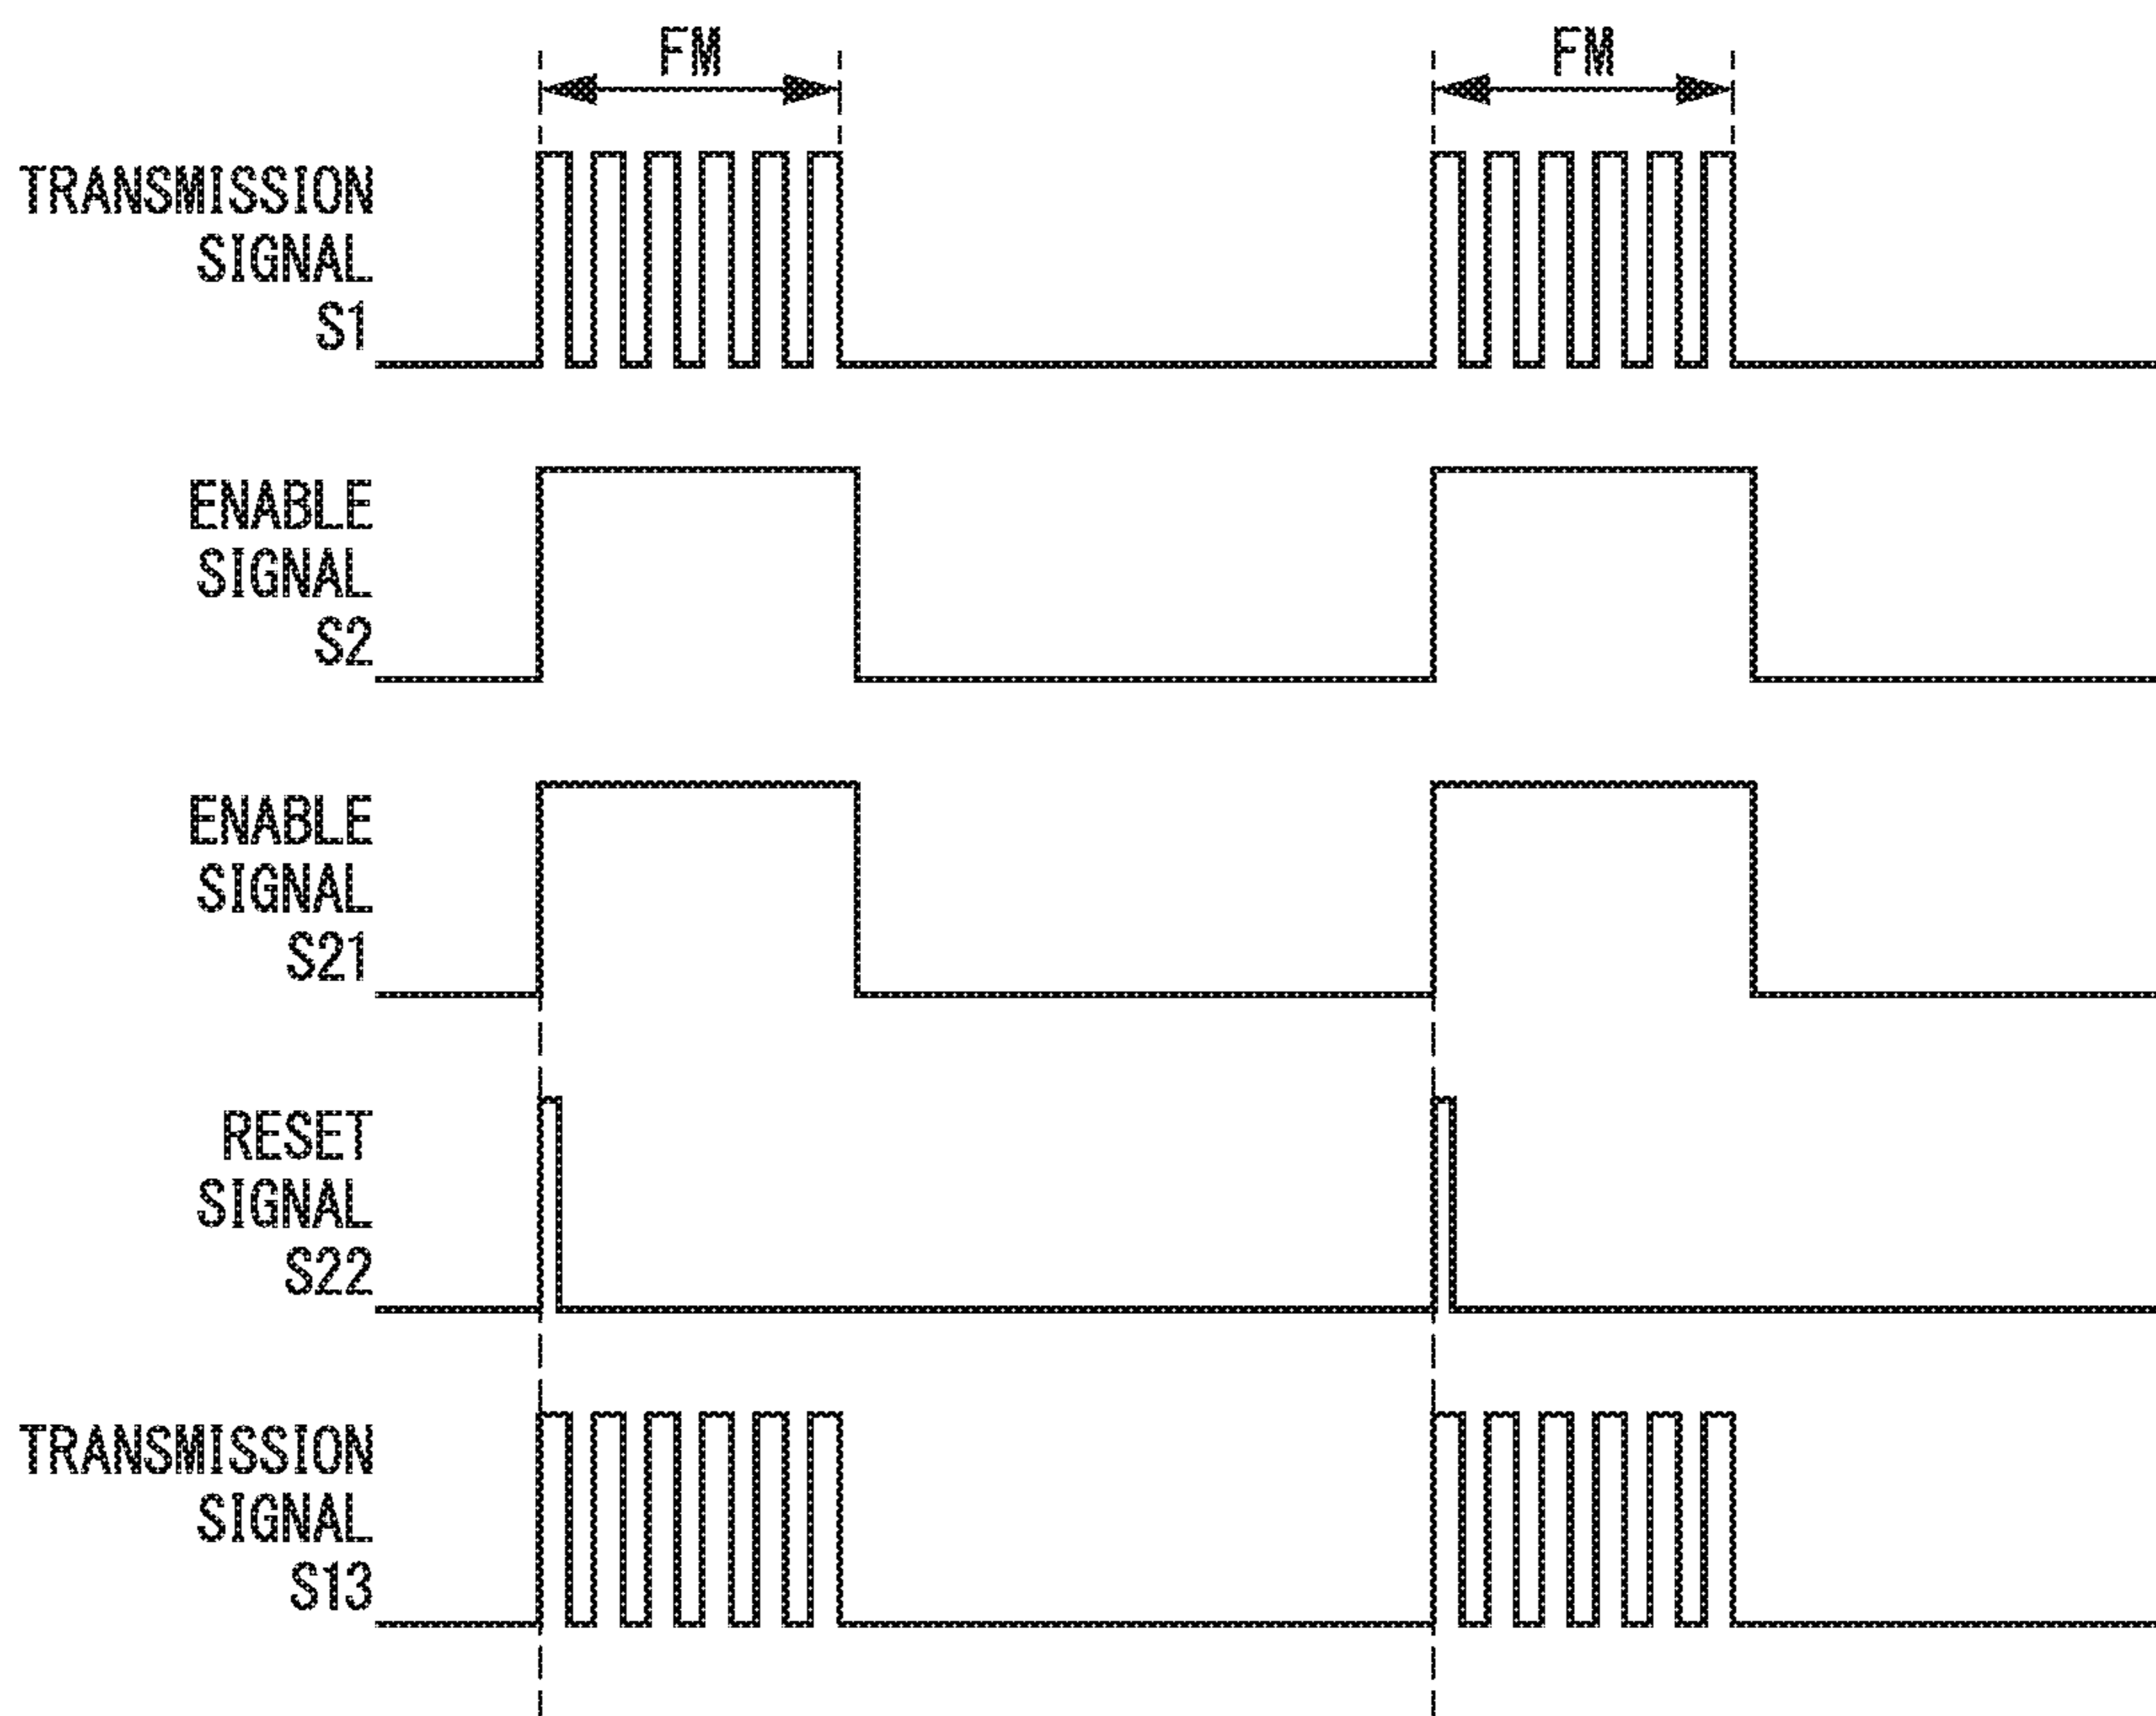 FM
FM
TRANSMISSION
SIGNAL
S1
ENABLE
SIGNAL
S2
ENABLE
SIGNAL
S21
RESET
SIGNAL
S22
TRANSMISSION
SIGNAL
S13